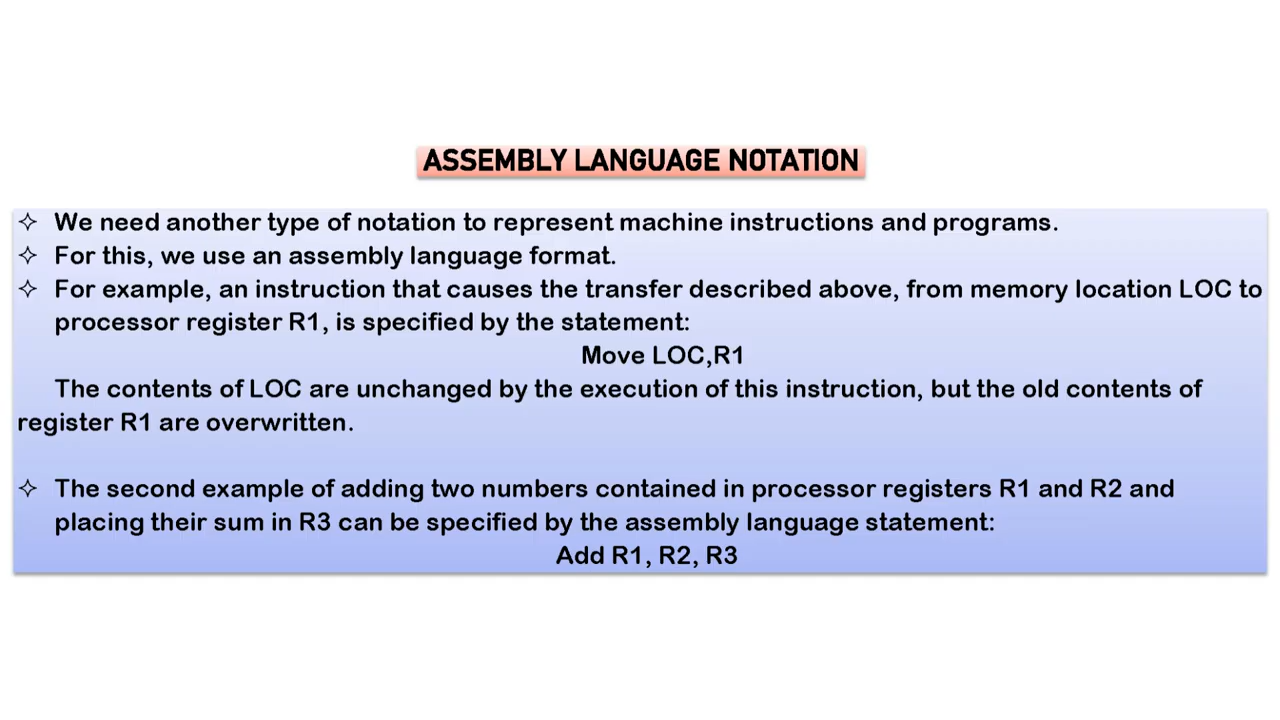 ASSEMBLY LANGUAGE NOTATION
✧ We need another type of notation to represent machine instructions and programs.
✧ For this, we use an assembly language format.
✧ For example, an instruction that causes the transfer described above, from memory location LOC to
processor register R1, is specified by the statement:
Move LOC,R1
The contents of LOC are unchanged by the execution of this instruction, but the old contents of
register R1 are overwritten.
✧ The second example of adding two numbers contained in processor registers R1 and R2 and
placing their sum in R3 can be specified by the assembly language statement:
Add R1, R2, R3